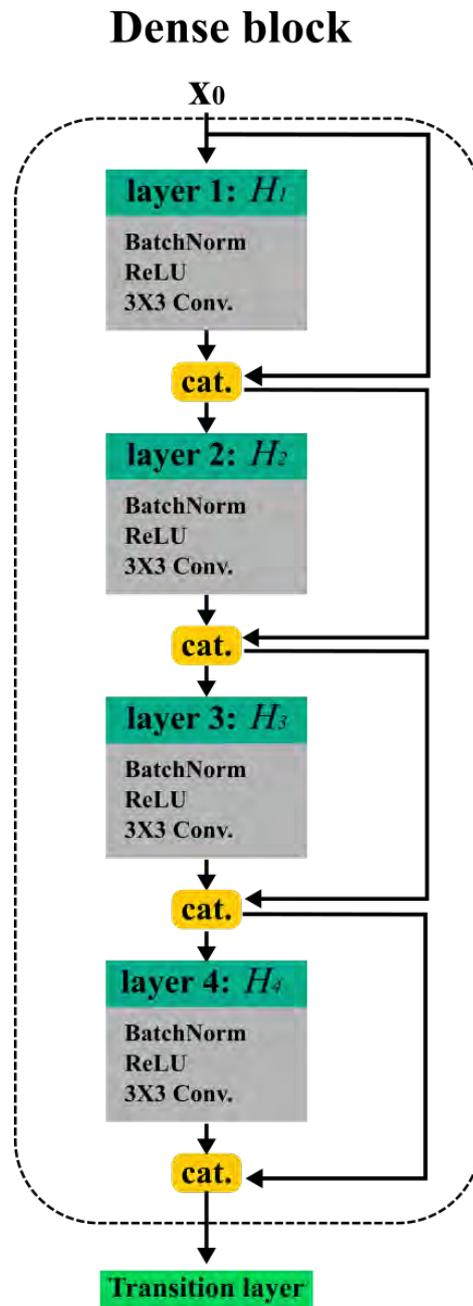 Dense block
x0
layer 1: H1
BatchNorm
ReLU
3X3 Conv.
cat.
layer 2: H2
BatchNorm
ReLU
3X3 Conv.
cat.
layer 3: H3
BatchNorm
ReLU
3X3 Conv.
cat.
layer 4: H4
BatchNorm
ReLU
3X3 Conv.
cat.
Transition layer